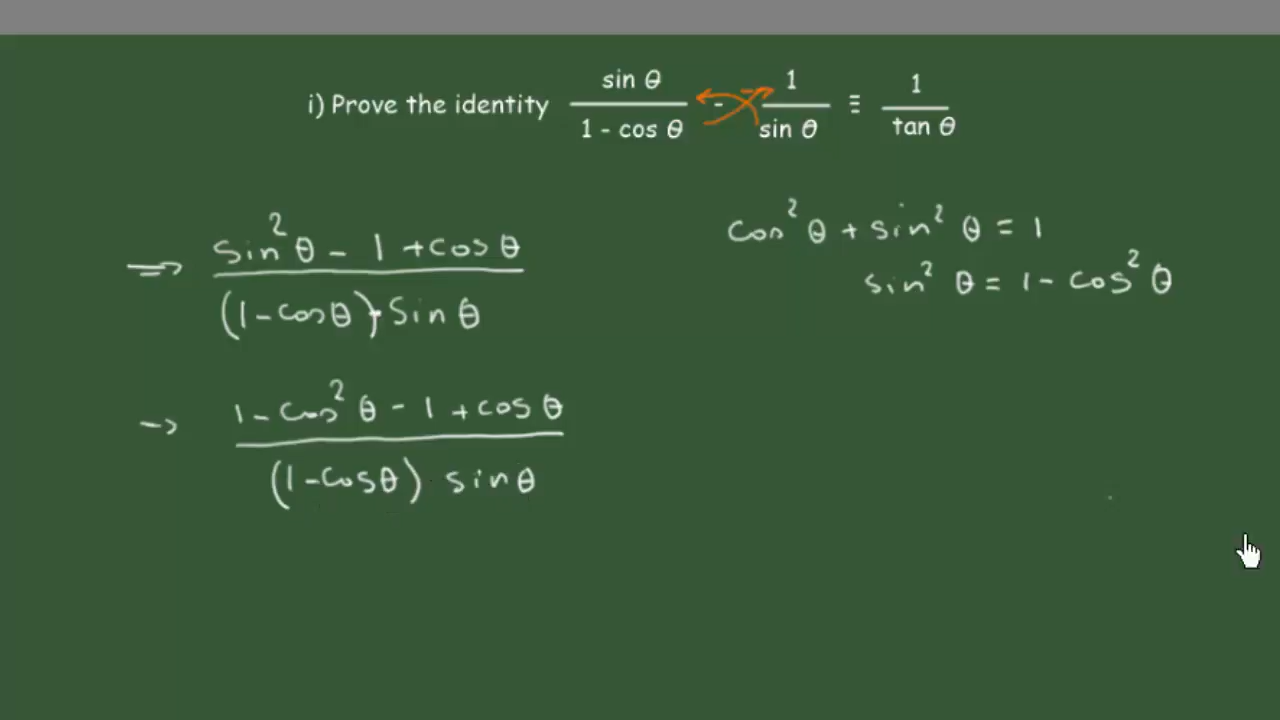 i) Prove the identity sin θ / 1 - cos θ - 1 / sin θ ≡ 1 / tan θ
cos² θ + sin² θ = 1
sin² θ = 1 - cos² θ
=> sin² θ - 1 + cos θ
(1 - cos θ) · sin θ
-> 1 - cos² θ - 1 + cos θ
(1 - cos θ) sin θ